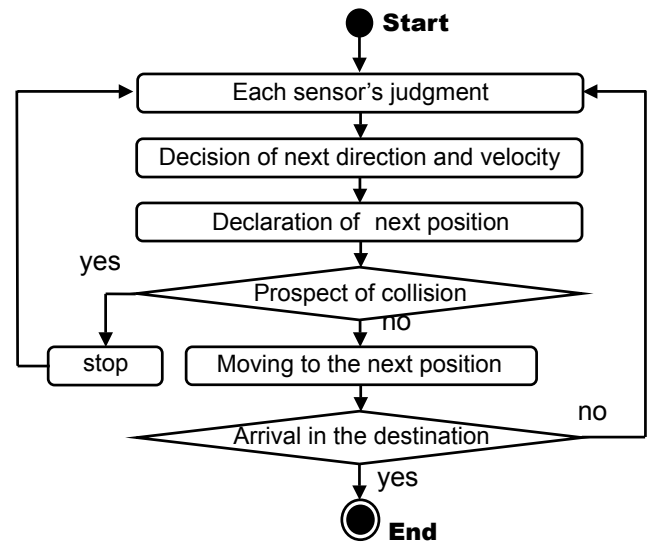 Start
Each sensor's judgment
Decision of next direction and velocity
Declaration of next position
yes
Prospect of collision
no
stop
Moving to the next position
no
Arrival in the destination
yes
End